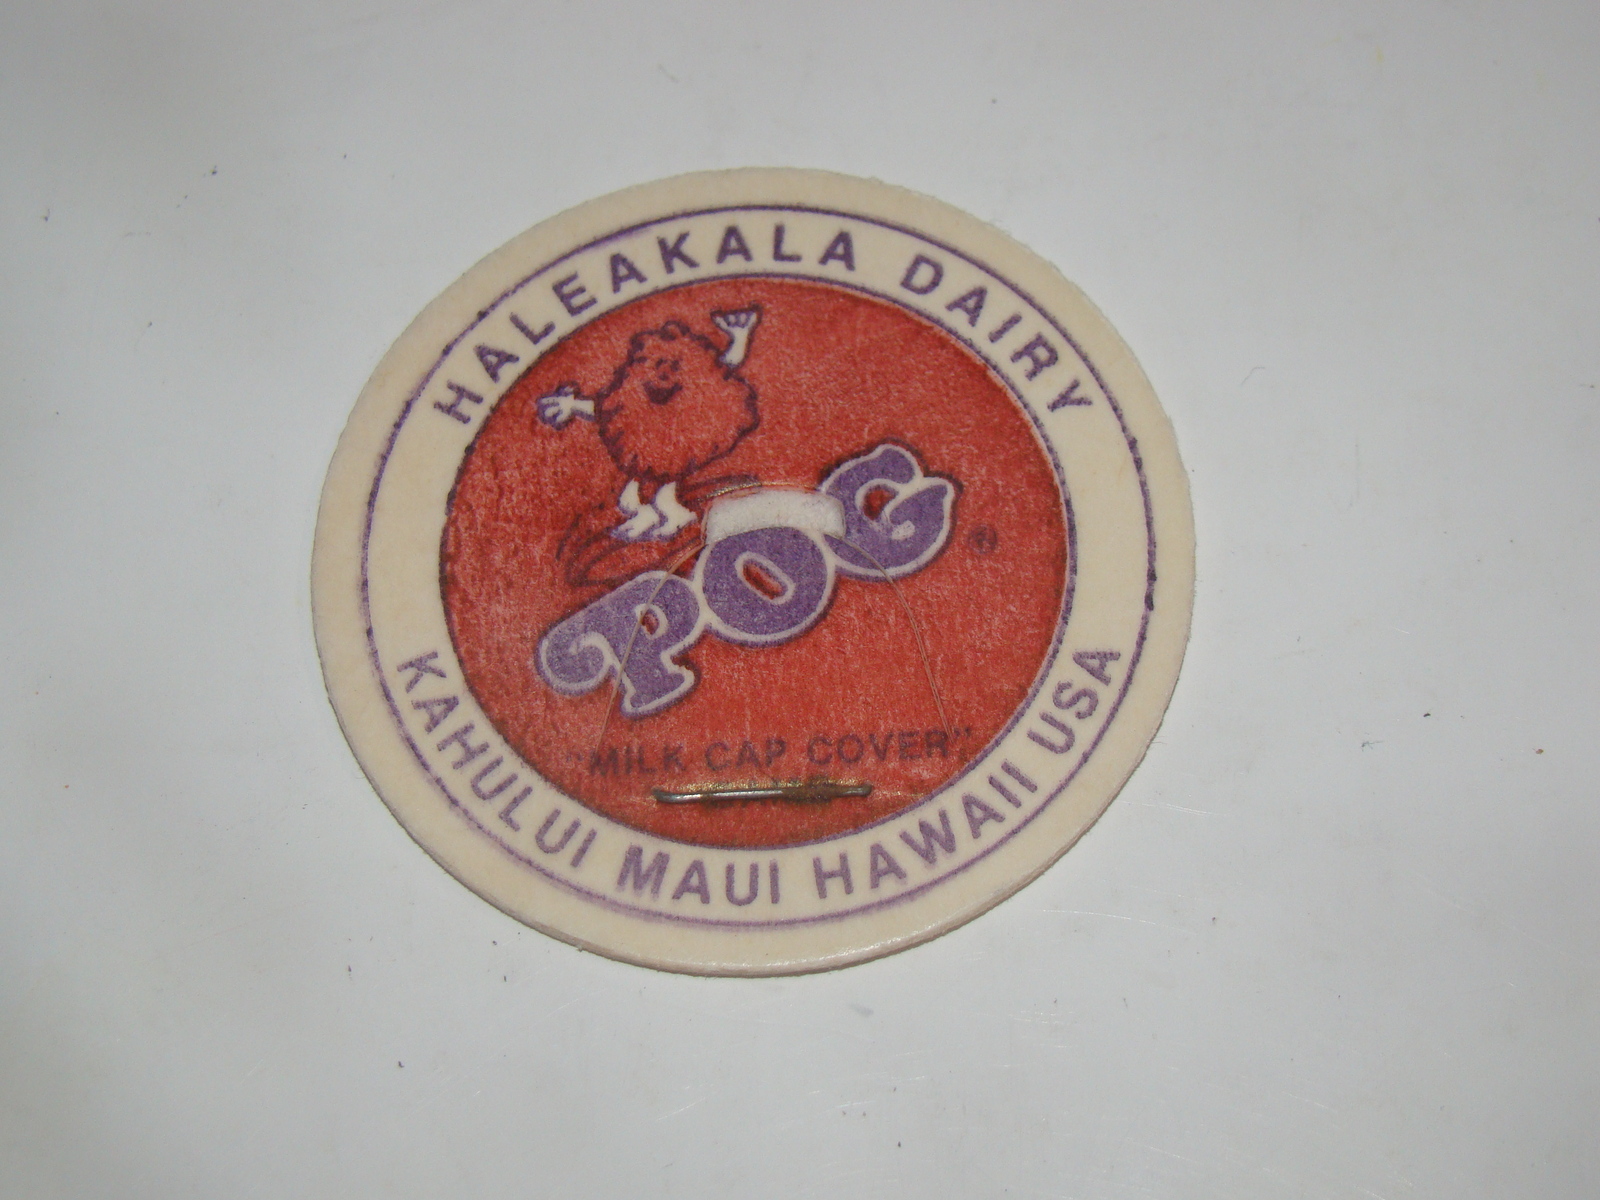 HALEAKALA DAIRY
POG ®
"MILK CAP COVER"
KAHULUI MAUI HAWAII USA